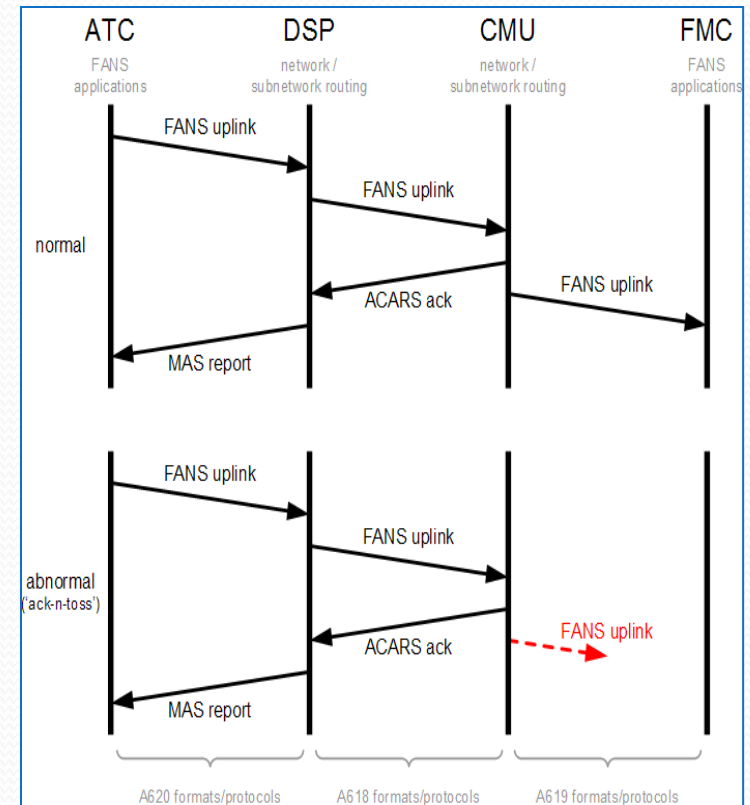 ATC DSP CMU FMC
FANS network / network / FANS
applications subnetwork routing subnetwork routing applications
FANS uplink
FANS uplink
normal
FANS uplink
ACARS ack
MAS report
FANS uplink
FANS uplink
abnormal
('ack-n-toss')
FANS uplink
ACARS ack
MAS report
A620 formats/protocols A618 formats/protocols A619 formats/protocols